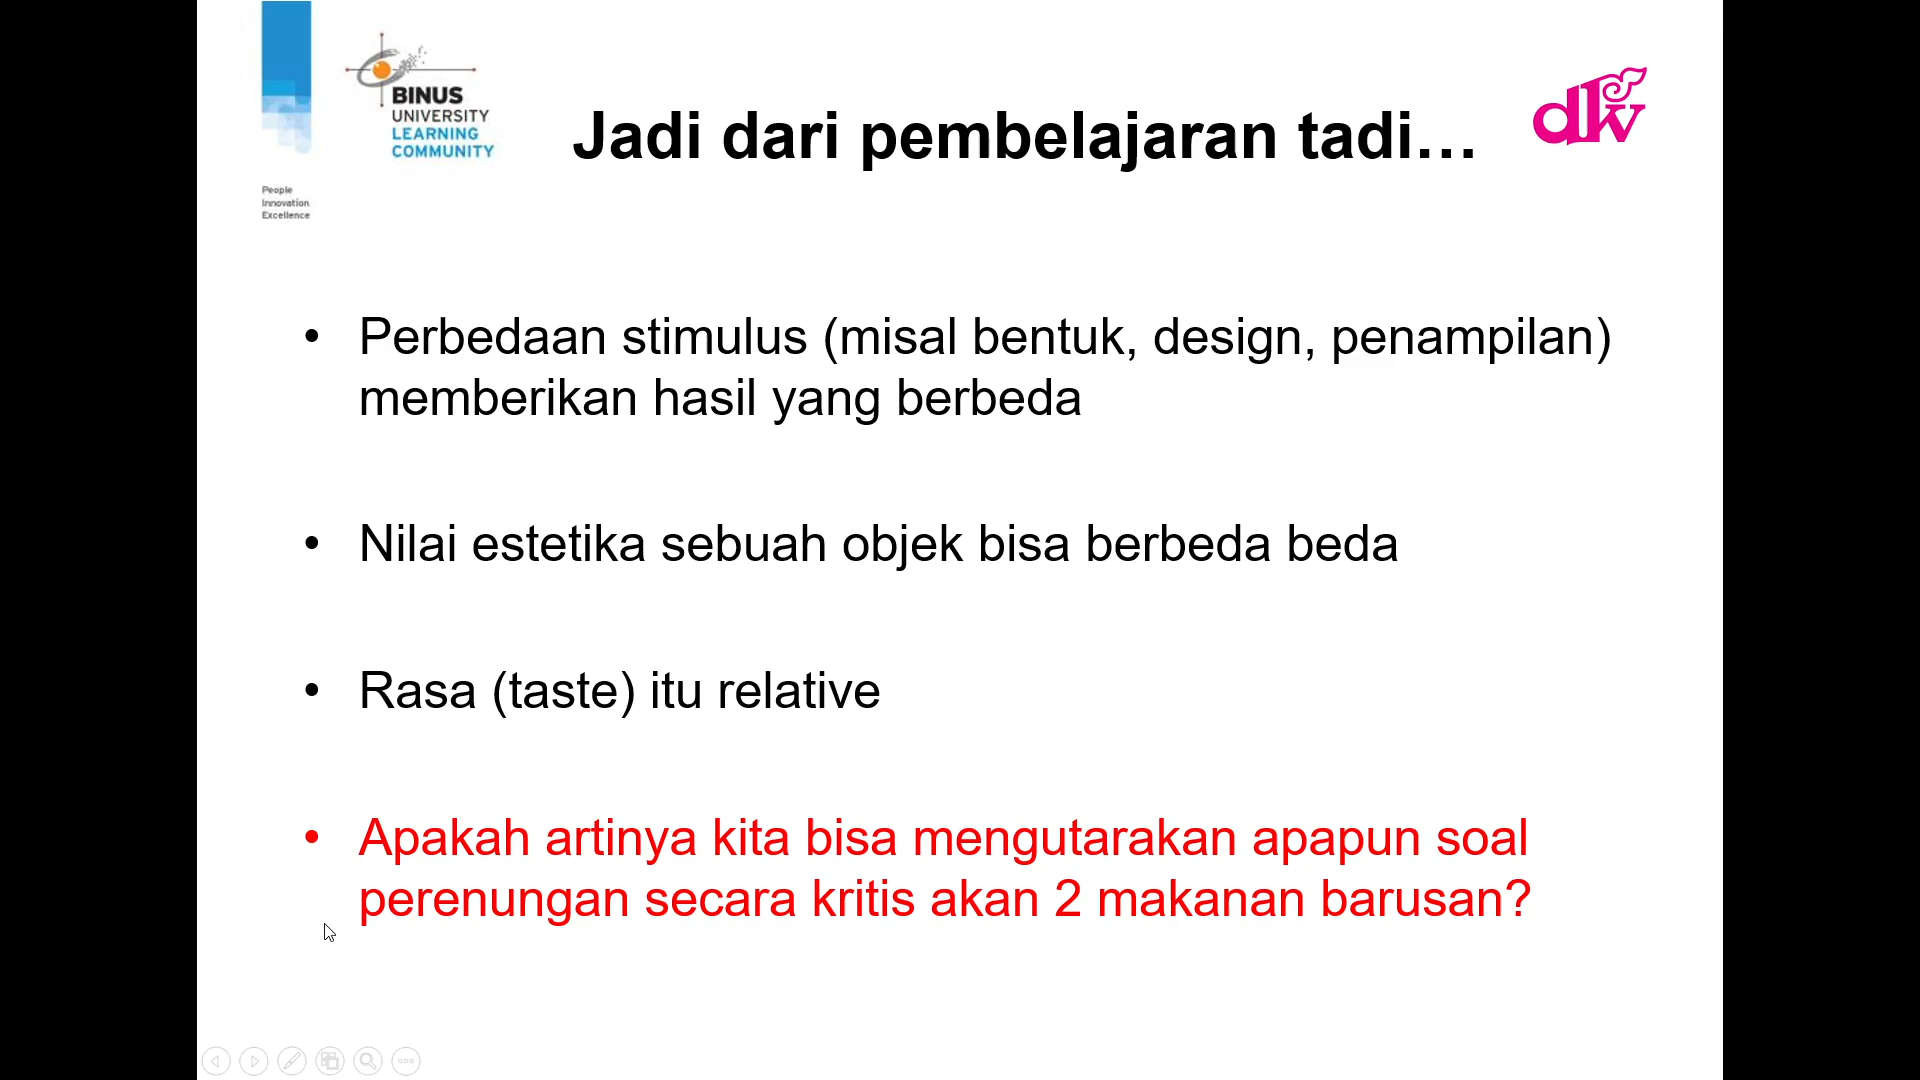 BINUS
UNIVERSITY
LEARNING
COMMUNITY
dkv
Jadi dari pembelajaran tadi...
People
Innovation
Excellence
• Perbedaan stimulus (misal bentuk, design, penampilan)
memberikan hasil yang berbeda
• Nilai estetika sebuah objek bisa berbeda beda
• Rasa (taste) itu relative
• Apakah artinya kita bisa mengutarakan apapun soal
perenungan secara kritis akan 2 makanan barusan?